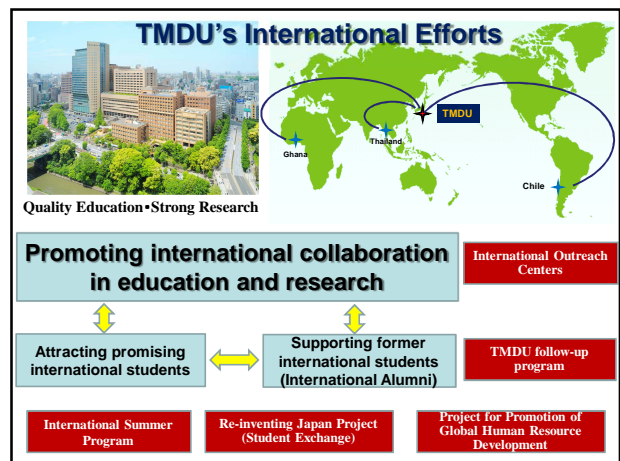 TMDU's International Efforts
TMDU
Ghana
Thailand
Chile
Quality Education▪Strong Research
Promoting international collaboration
in education and research
International Outreach
Centers
Attracting promising
international students
Supporting former
international students
(International Alumni)
TMDU follow-up
program
International Summer
Program
Re-inventing Japan Project
(Student Exchange)
Project for Promotion of
Global Human Resource
Development